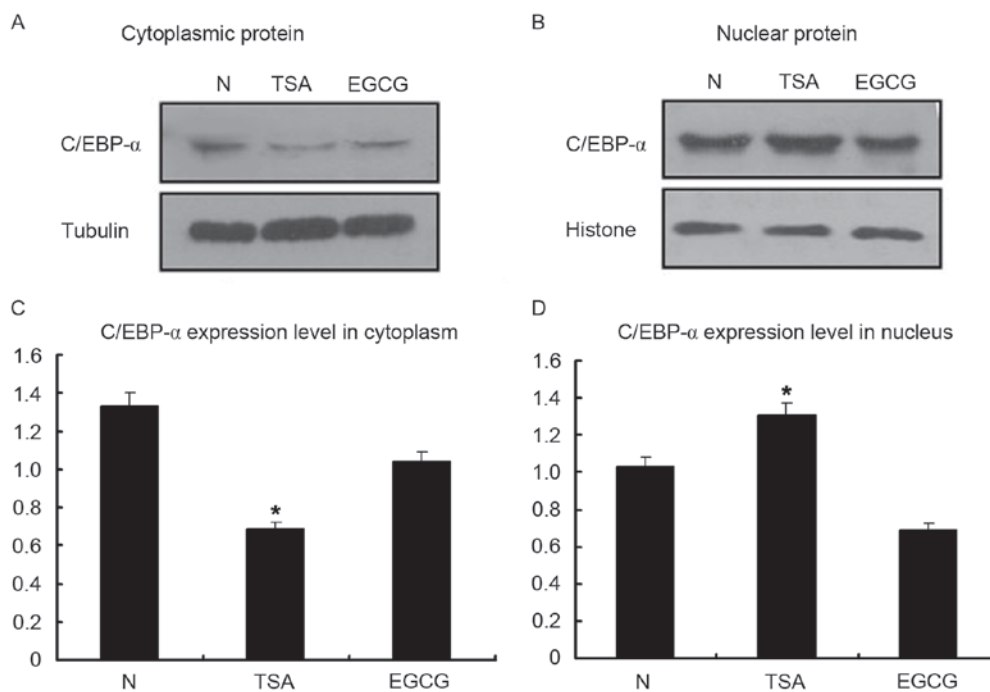 A
Cytoplasmic protein
N TSA EGCG
C/EBP-α
Tubulin
B
Nuclear protein
N TSA EGCG
C/EBP-α
Histone
C
C/EBP-α expression level in cytoplasm
1.6
1.4
1.2
1.0
0.8
0.6
0.4
0.2
0
*
N TSA EGCG
D
C/EBP-α expression level in nucleus
1.6
1.4
1.2
1.0
0.8
0.6
0.4
0.2
0
*
N TSA EGCG